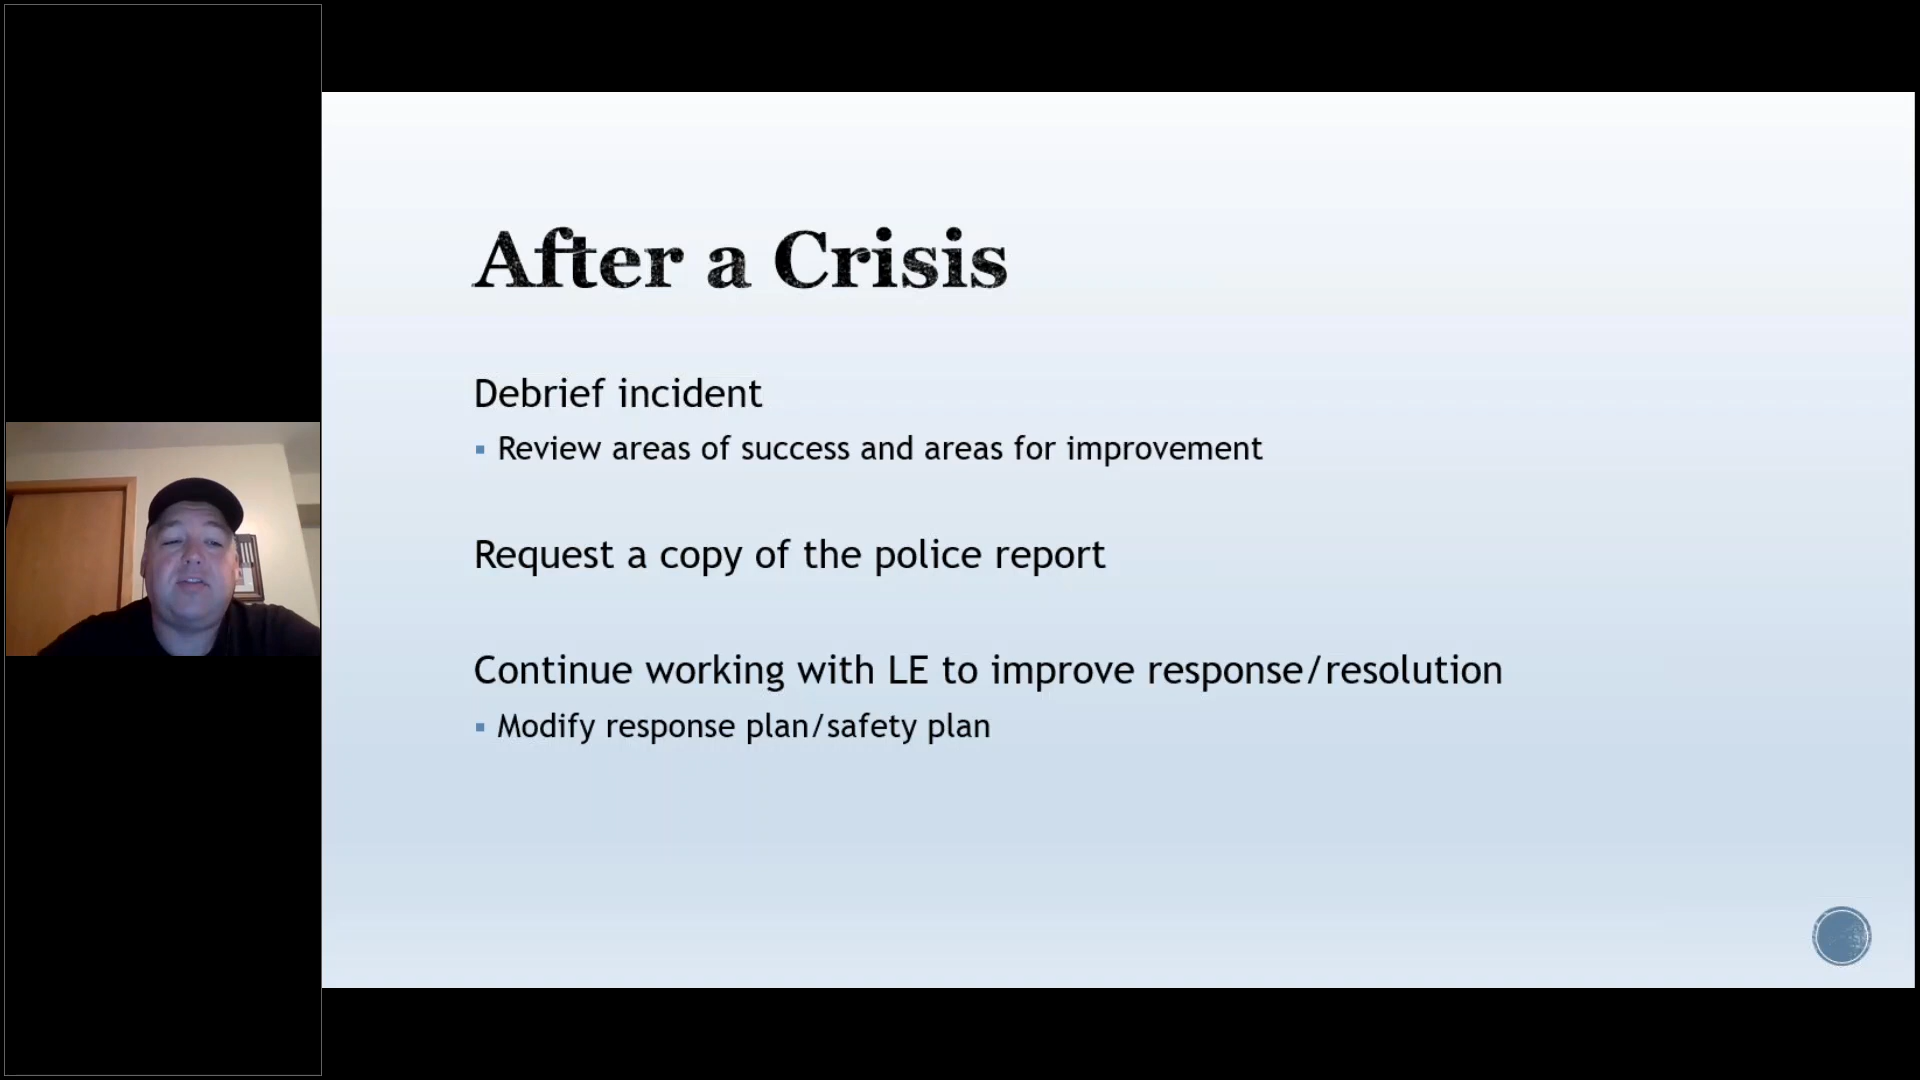 After a Crisis
Debrief incident
Review areas of success and areas for improvement
Request a copy of the police report
Continue working with LE to improve response/resolution
Modify response plan/safety plan